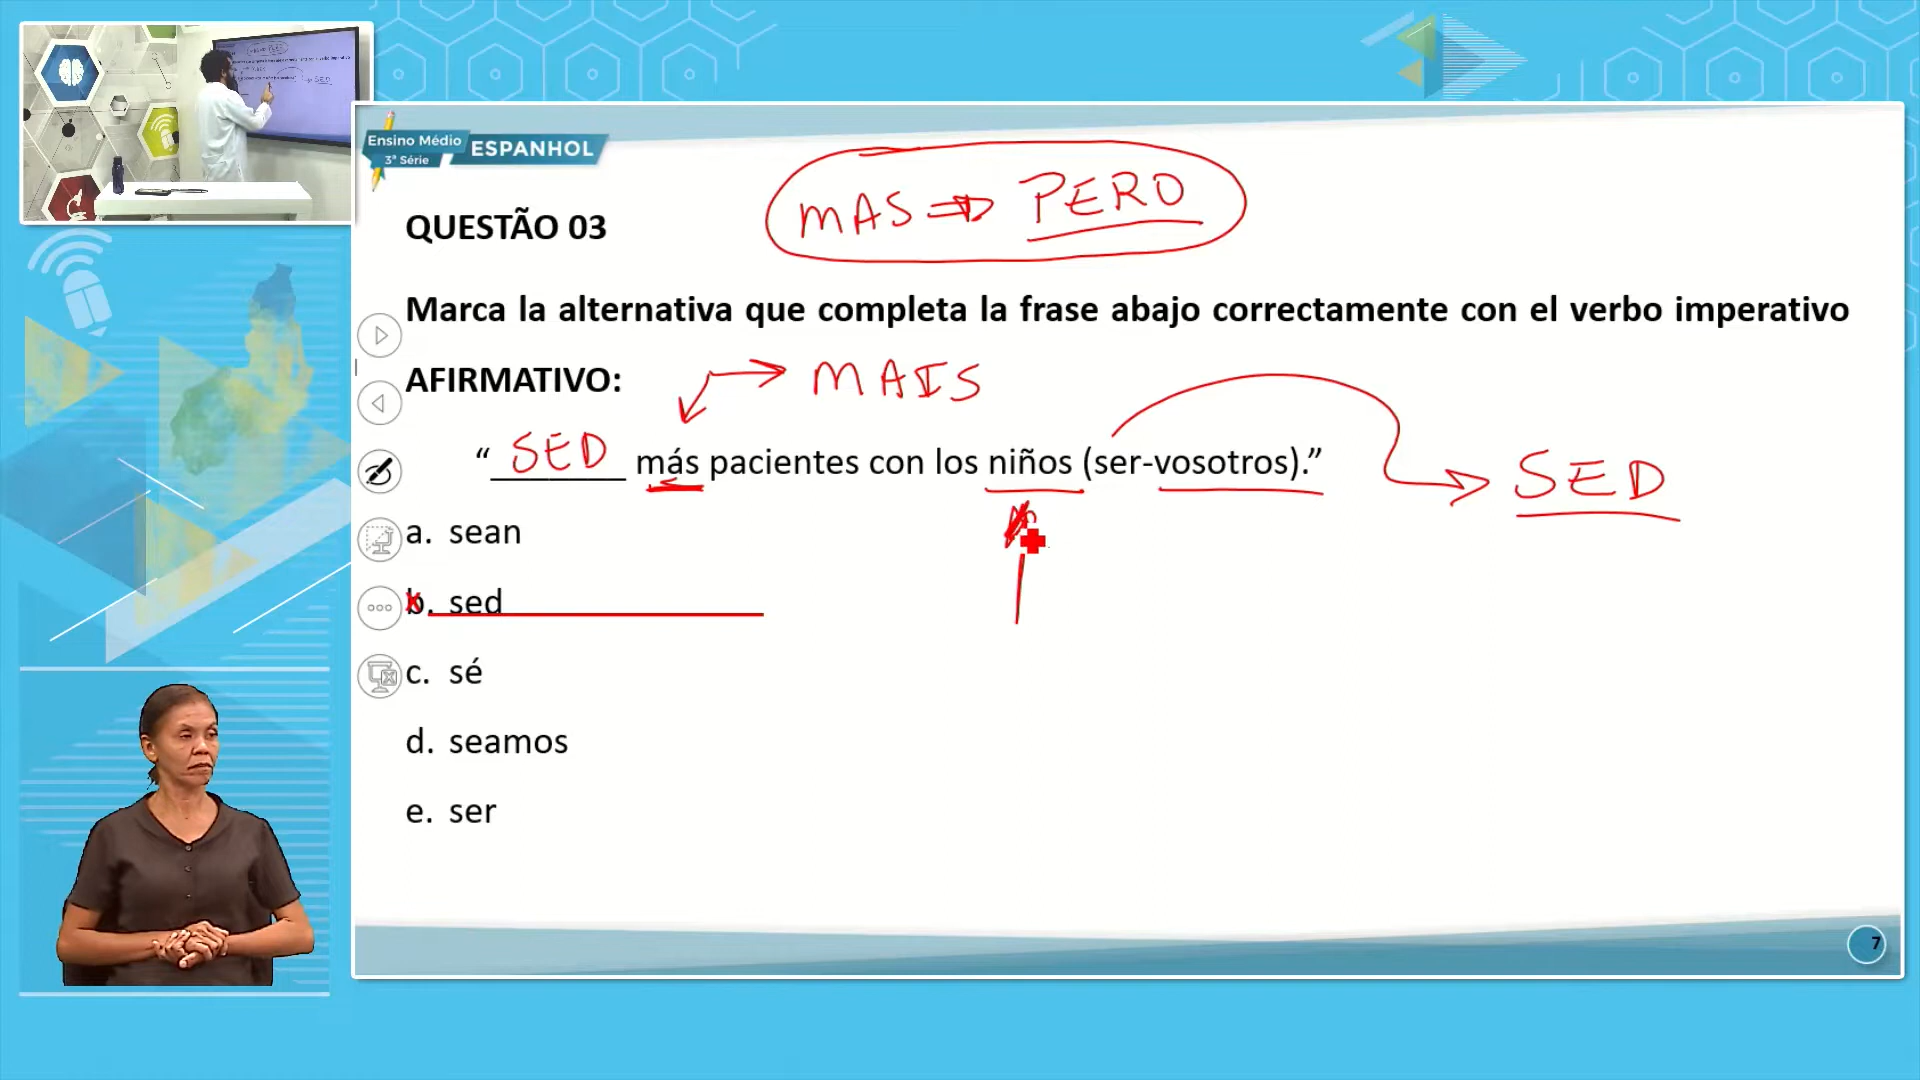 Ensino Médio
3ª Série
ESPANHOL
MAS ⇒ PERO
QUESTÃO 03
Marca la alternativa que completa la frase abajo correctamente con el verbo imperativo
AFIRMATIVO:
MAIS
“ SED más pacientes con los niños (ser-vosotros).”
SED
a. sean
b. sed
c. sé
d. seamos
e. ser
7